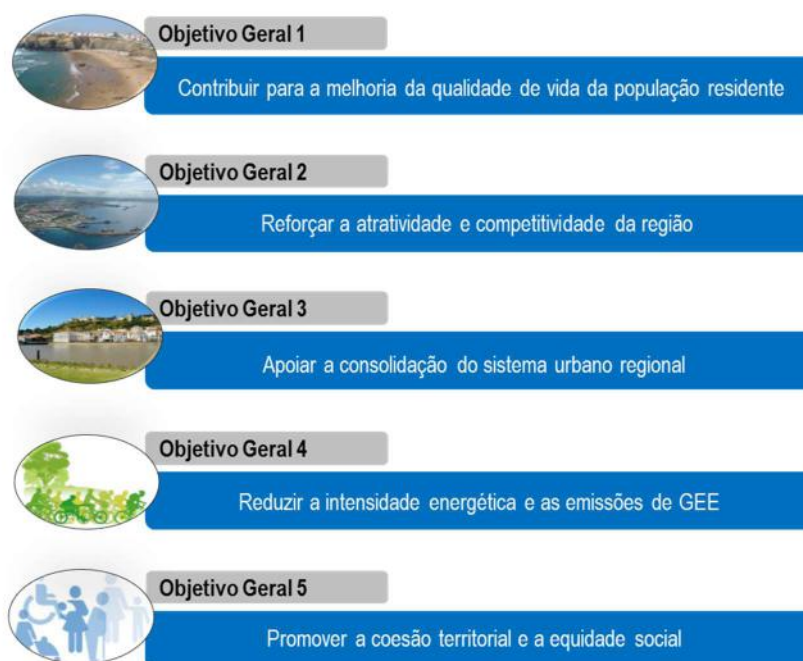 Objetivo Geral 1
Contribuir para a melhoria da qualidade de vida da população residente
Objetivo Geral 2
Reforçar a atratividade e competitividade da região
Objetivo Geral 3
Apoiar a consolidação do sistema urbano regional
Objetivo Geral 4
Reduzir a intensidade energética e as emissões de GEE
Objetivo Geral 5
Promover a coesão territorial e a equidade social